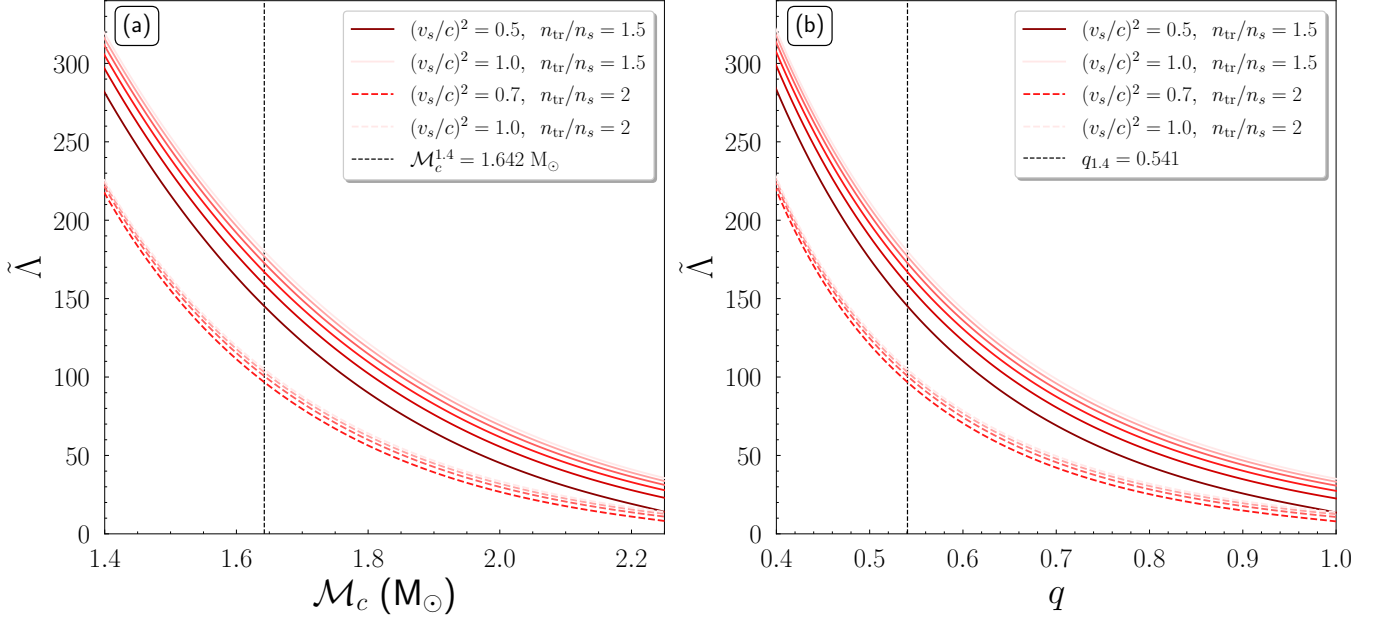 (a)
(v_s/c)² = 0.5, n_tr/n_s = 1.5
(v_s/c)² = 1.0, n_tr/n_s = 1.5
(v_s/c)² = 0.7, n_tr/n_s = 2
(v_s/c)² = 1.0, n_tr/n_s = 2
ℳ_c^1.4 = 1.642 M_⊙
300
250
200
150
100
50
0
Λ̃
1.4 1.6 1.8 2.0 2.2
ℳ_c (M_⊙)
(b)
(v_s/c)² = 0.5, n_tr/n_s = 1.5
(v_s/c)² = 1.0, n_tr/n_s = 1.5
(v_s/c)² = 0.7, n_tr/n_s = 2
(v_s/c)² = 1.0, n_tr/n_s = 2
q_1.4 = 0.541
300
250
200
150
100
50
0
Λ̃
0.4 0.5 0.6 0.7 0.8 0.9 1.0
q